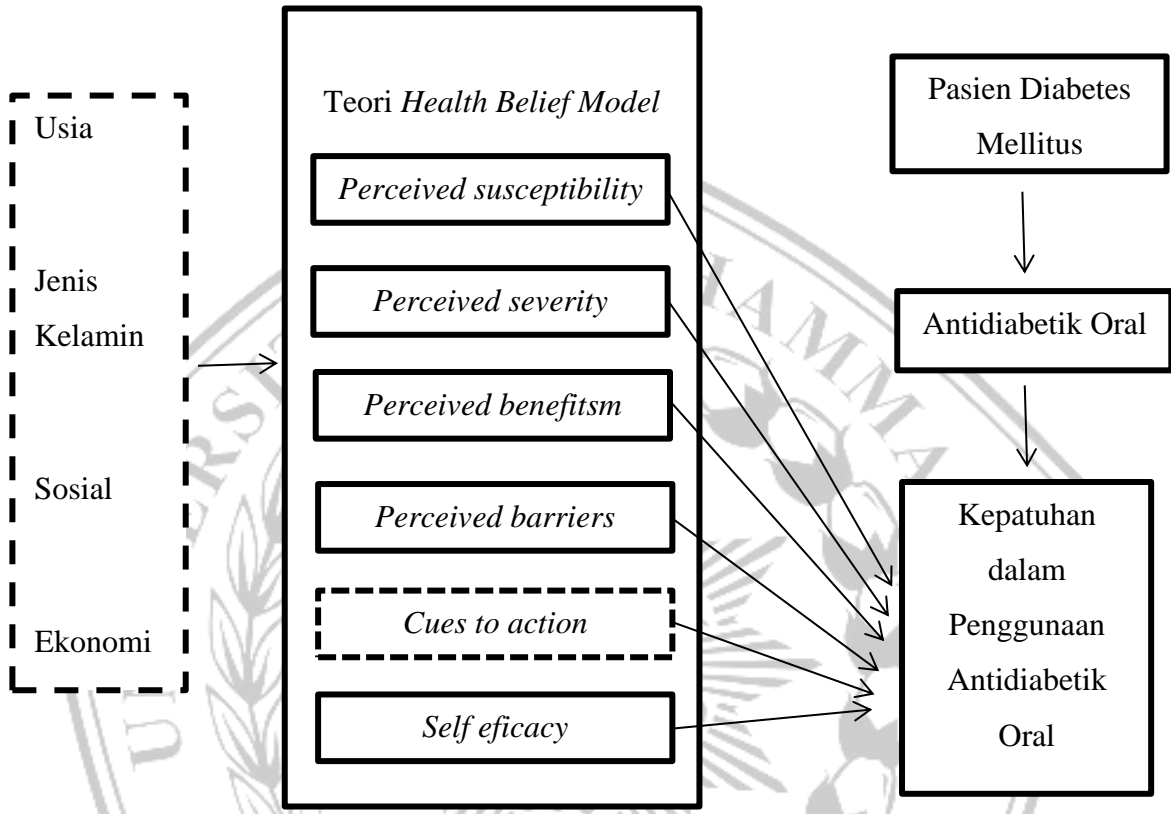 Usia
Jenis
Kelamin
Sosial
Ekonomi
Teori Health Belief Model
Perceived susceptibility
Perceived severity
Perceived benefitsm
Perceived barriers
Cues to action
Self eficacy
Pasien Diabetes
Mellitus
Antidiabetik Oral
Kepatuhan
dalam
Penggunaan
Antidiabetik
Oral